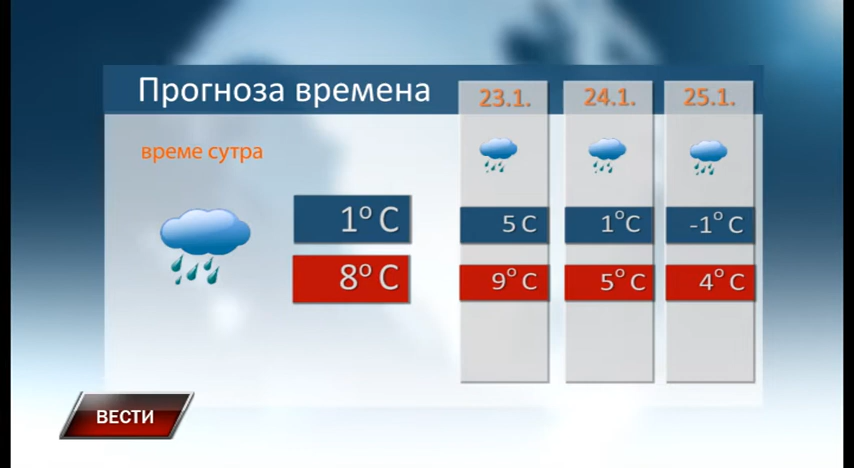 Прогноза времена
време сутра
1º C
8º C
23.1.
5 C
9º C
24.1.
1ºC
5º C
25.1.
-1º C
4º C
ВЕСТИ